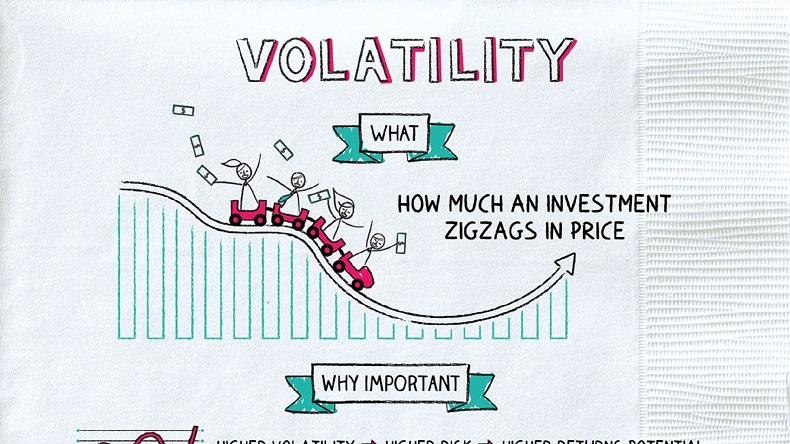 VOLATILITY
WHAT
HOW MUCH AN INVESTMENT
ZIGZAGS IN PRICE
WHY IMPORTANT
HIGHER VOLATILITY → HIGHER RISK → HIGHER RETURNS POTENTIAL